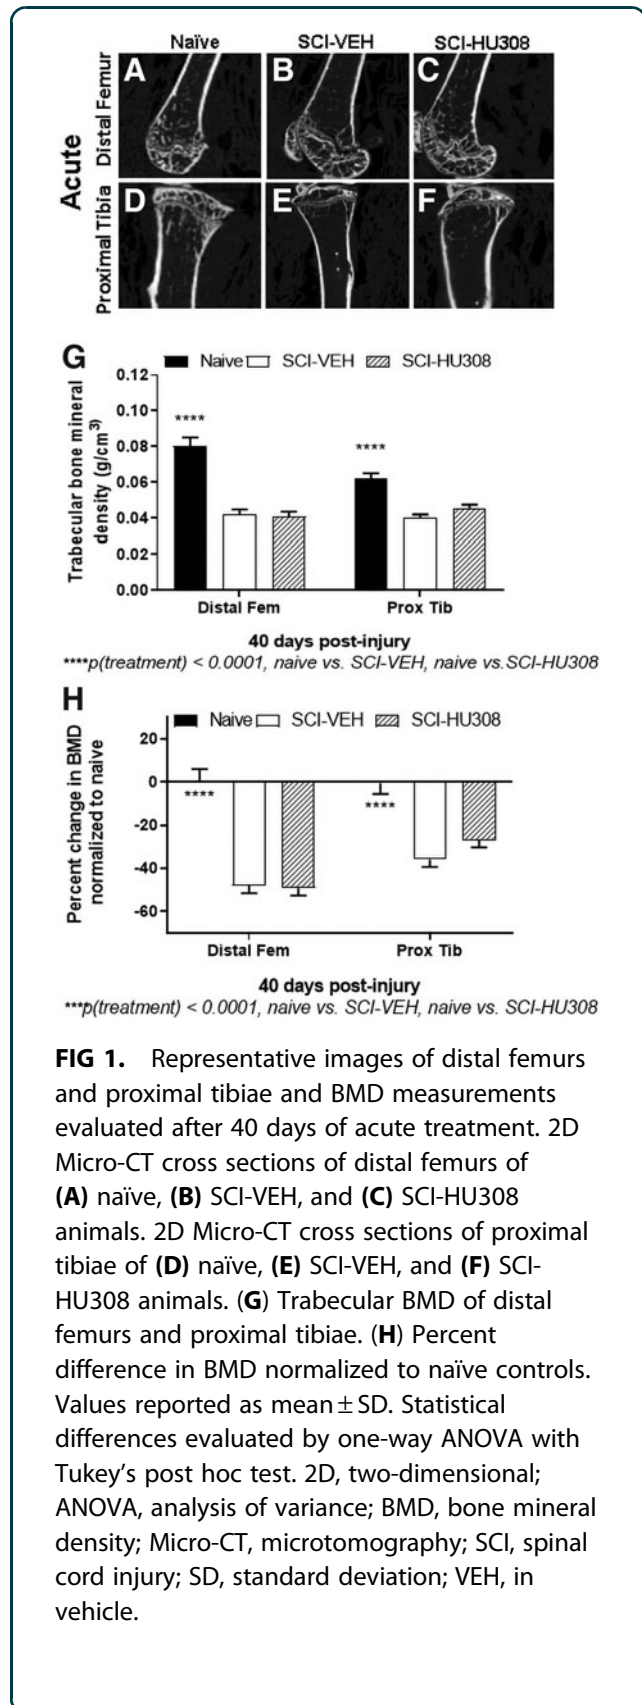 Naïve SCI-VEH SCI-HU308
Acute
Distal Femur
A B C
Proximal Tibia
D E F
G
Naive SCI-VEH SCI-HU308
Trabecular bone mineral
density (g/cm³)
0.12
0.10
0.08
0.06
0.04
0.02
0.00
****
****
Distal Fem Prox Tib
40 days post-injury
****p(treatment) < 0.0001, naive vs. SCI-VEH, naive vs.SCI-HU308
H
Naive SCI-VEH SCI-HU308
Percent change in BMD
normalized to naive
20
0
-20
-40
-60
****
****
Distal Fem Prox Tib
40 days post-injury
****p(treatment) < 0.0001, naive vs. SCI-VEH, naive vs. SCI-HU308
FIG 1. Representative images of distal femurs
and proximal tibiae and BMD measurements
evaluated after 40 days of acute treatment. 2D
Micro-CT cross sections of distal femurs of
(A) naïve, (B) SCI-VEH, and (C) SCI-HU308
animals. 2D Micro-CT cross sections of proximal
tibiae of (D) naïve, (E) SCI-VEH, and (F) SCI-
HU308 animals. (G) Trabecular BMD of distal
femurs and proximal tibiae. (H) Percent
difference in BMD normalized to naïve controls.
Values reported as mean ± SD. Statistical
differences evaluated by one-way ANOVA with
Tukey's post hoc test. 2D, two-dimensional;
ANOVA, analysis of variance; BMD, bone mineral
density; Micro-CT, microtomography; SCI, spinal
cord injury; SD, standard deviation; VEH, in
vehicle.